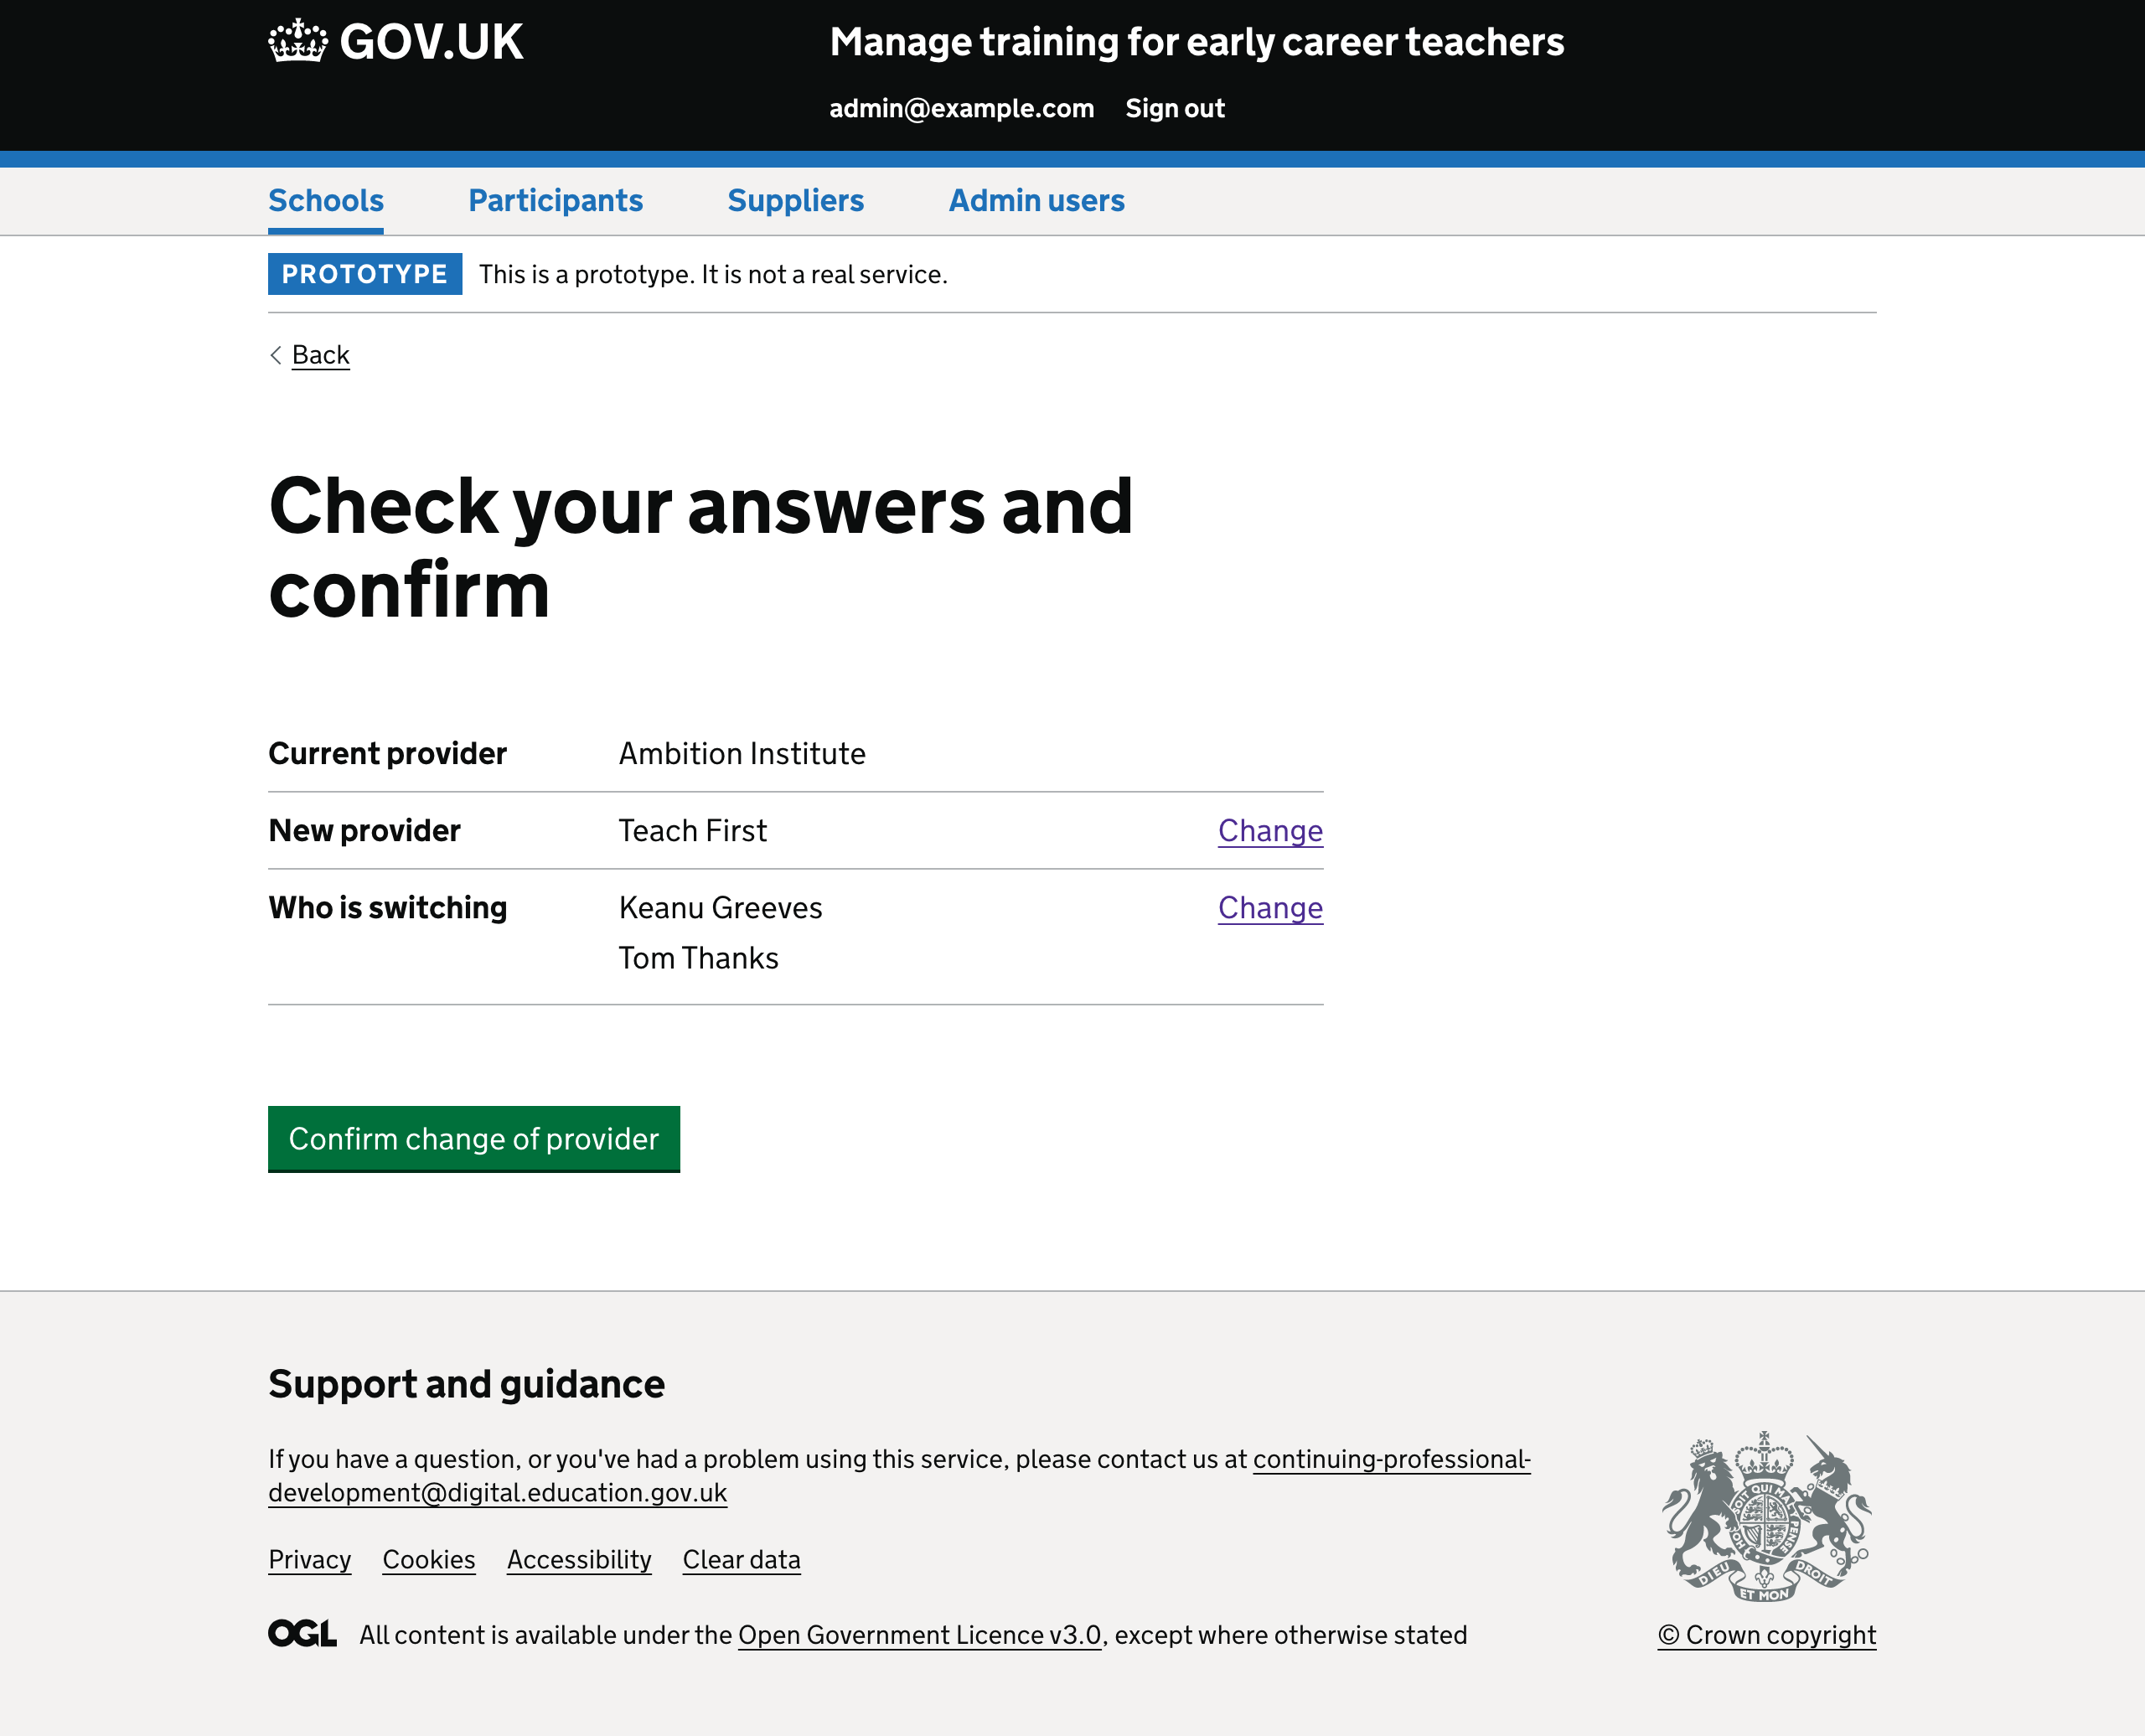 GOV.UK
Manage training for early career teachers
admin@example.com Sign out
Schools Participants Suppliers Admin users
PROTOTYPE This is a prototype. It is not a real service.
Back
Check your answers and
confirm
Current provider Ambition Institute
New provider Teach First Change
Who is switching Keanu Greeves Change
Tom Thanks
Confirm change of provider
Support and guidance
If you have a question, or you've had a problem using this service, please contact us at continuing-professional-
development@digital.education.gov.uk
Privacy Cookies Accessibility Clear data
OGL All content is available under the Open Government Licence v3.0, except where otherwise stated
SOIT QUI MAL Y PENSE HON
DIEU ET MON DROIT
© Crown copyright